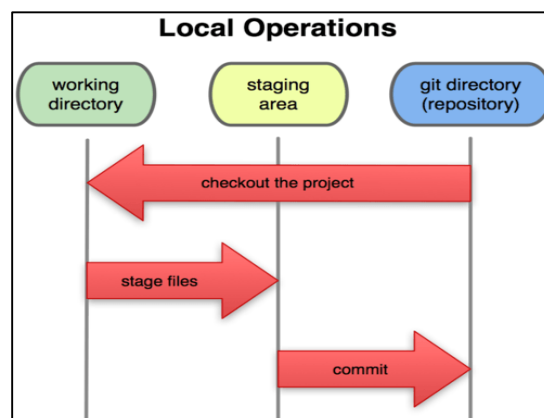 Local Operations
working
directory
staging
area
git directory
(repository)
checkout the project
stage files
commit